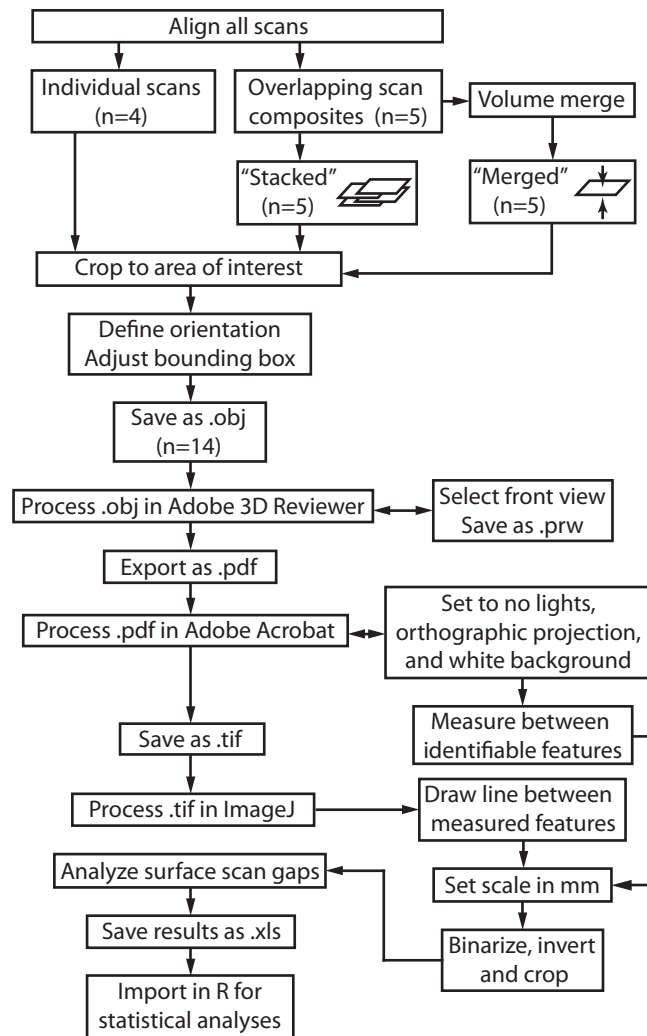 Align all scans
Individual scans
(n=4)
Overlapping scan
composites (n=5)
Volume merge
"Stacked"
(n=5)
"Merged"
(n=5)
Crop to area of interest
Define orientation
Adjust bounding box
Save as .obj
(n=14)
Process .obj in Adobe 3D Reviewer
Select front view
Save as .prw
Export as .pdf
Process .pdf in Adobe Acrobat
Set to no lights,
orthographic projection,
and white background
Measure between
identifiable features
Save as .tif
Process .tif in ImageJ
Draw line between
measured features
Analyze surface scan gaps
Set scale in mm
Save results as .xls
Binarize, invert
and crop
Import in R for
statistical analyses